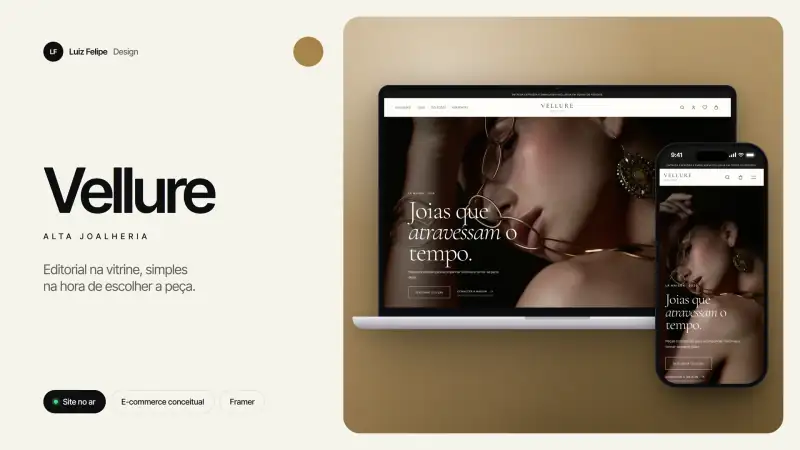 LF Luiz Felipe Design
Vellure
ALTA JOALHERIA
Editorial na vitrine, simples
na hora de escolher a peça.
Site no ar
E-commerce conceitual
Framer
VELLURE
Joias que
atravessam o
tempo.
9:41
VELLURE
Joias que
atravessam o
tempo.